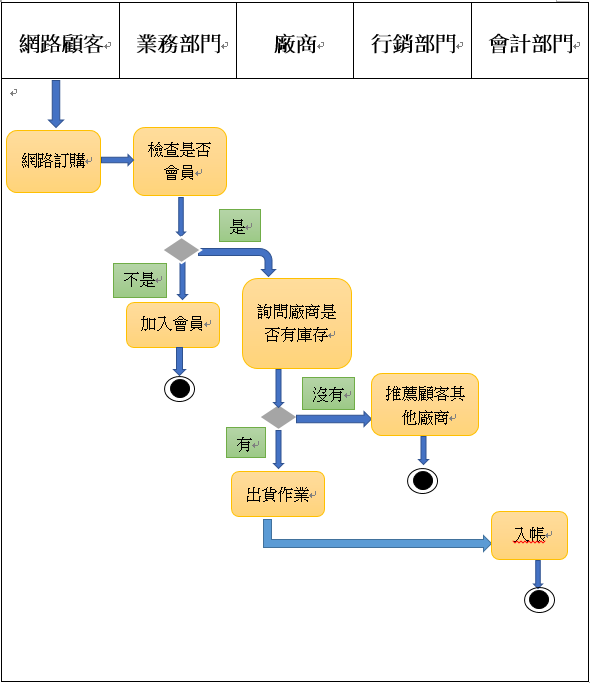 網路顧客 業務部門 廠商 行銷部門 會計部門
網路訂購
檢查是否
會員
是
不是
加入會員
詢問廠商是
否有庫存
沒有
推薦顧客其
他廠商
有
出貨作業
入帳